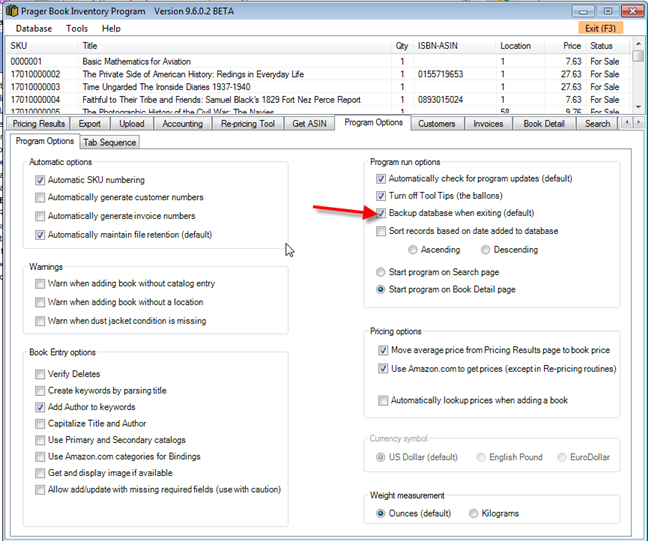 Prager Book Inventory Program Version 9.6.0.2 BETA
Database Tools Help Exit (F3)
SKU Title Qty ISBN-ASIN Location Price Status
0000001 Basic Mathematics for Aviation 1 1 7.63 For Sale
17010000002 The Private Side of American History: Redings in Everyday Life 1 0155719653 1 27.63 For Sale
17010000003 Time Ungarded The Ironside Diaries 1937-1940 1 1 27.63 For Sale
17010000004 Faithful to Their Tribe and Friends: Samuel Black's 1829 Fort Nez Perce Report 1 0893015024 1 7.63 For Sale
17010000005 The Photographic History of the Civil War: The Navies 1 58 9.76 For Sale
Pricing Results Export Upload Accounting Re-pricing Tool Get ASIN Program Options Customers Invoices Book Detail Search
Program Options Tab Sequence
Automatic options
Automatic SKU numbering
Automatically generate customer numbers
Automatically generate invoice numbers
Automatically maintain file retention (default)
Warnings
Warn when adding book without catalog entry
Warn when adding book without a location
Warn when dust jacket condition is missing
Book Entry options
Verify Deletes
Create keywords by parsing title
Add Author to keywords
Capitalize Title and Author
Use Primary and Secondary catalogs
Use Amazon.com categories for Bindings
Get and display image if available
Allow add/update with missing required fields (use with caution)
Program run options
Automatically check for program updates (default)
Turn off Tool Tips (the ballons)
Backup database when exiting (default)
Sort records based on date added to database
Ascending Descending
Start program on Search page
Start program on Book Detail page
Pricing options
Move average price from Pricing Results page to book price
Use Amazon.com to get prices (except in Re-pricing routines)
Automatically lookup prices when adding a book
Currency symbol
US Dollar (default) English Pound EuroDollar
Weight measurement
Ounces (default) Kilograms